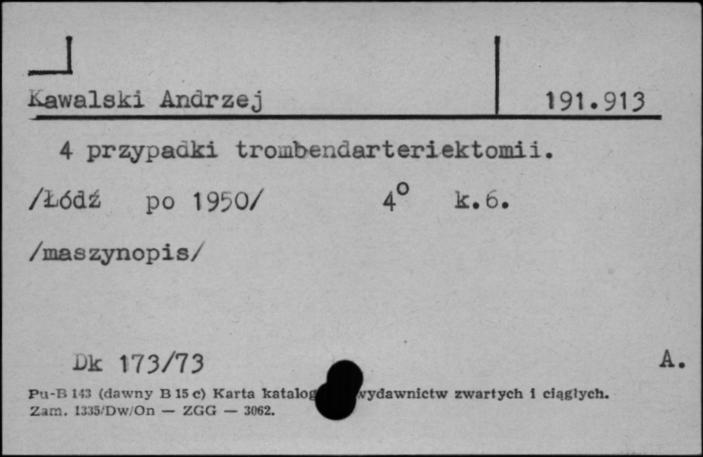 Kawalski Andrzej 191.913
4 przypadki trombendarteriektomii.
/Łódź po 1950/ 4° k.6.
/maszynopis/
Dk 173/73 A.
Pu-B 143 (dawny B 15 c) Karta katalog wydawnictw zwartych i ciągłych.
Zam. 1335/Dw/On — ZGG — 3062.